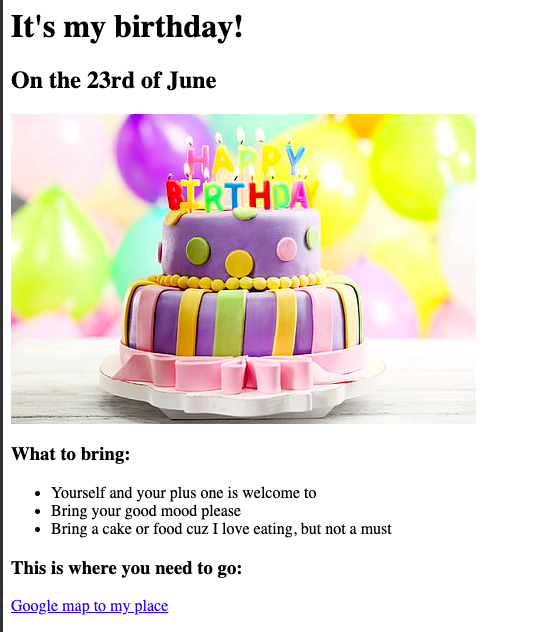 It's my birthday!
On the 23rd of June
HAPPY
BIRTHDAY
What to bring:
Yourself and your plus one is welcome to
Bring your good mood please
Bring a cake or food cuz I love eating, but not a must
This is where you need to go:
Google map to my place